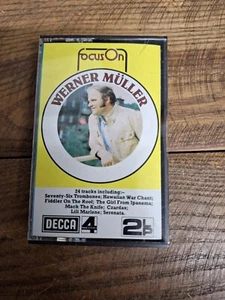 focus On
WERNER MÜLLER
24 tracks including:-
Seventy-Six Trombones; Hawaiian War Chant;
Fiddler On The Roof; The Girl From Ipanema;
Mack The Knife; Czardas;
Lili Marlene; Serenata.
DECCA 4